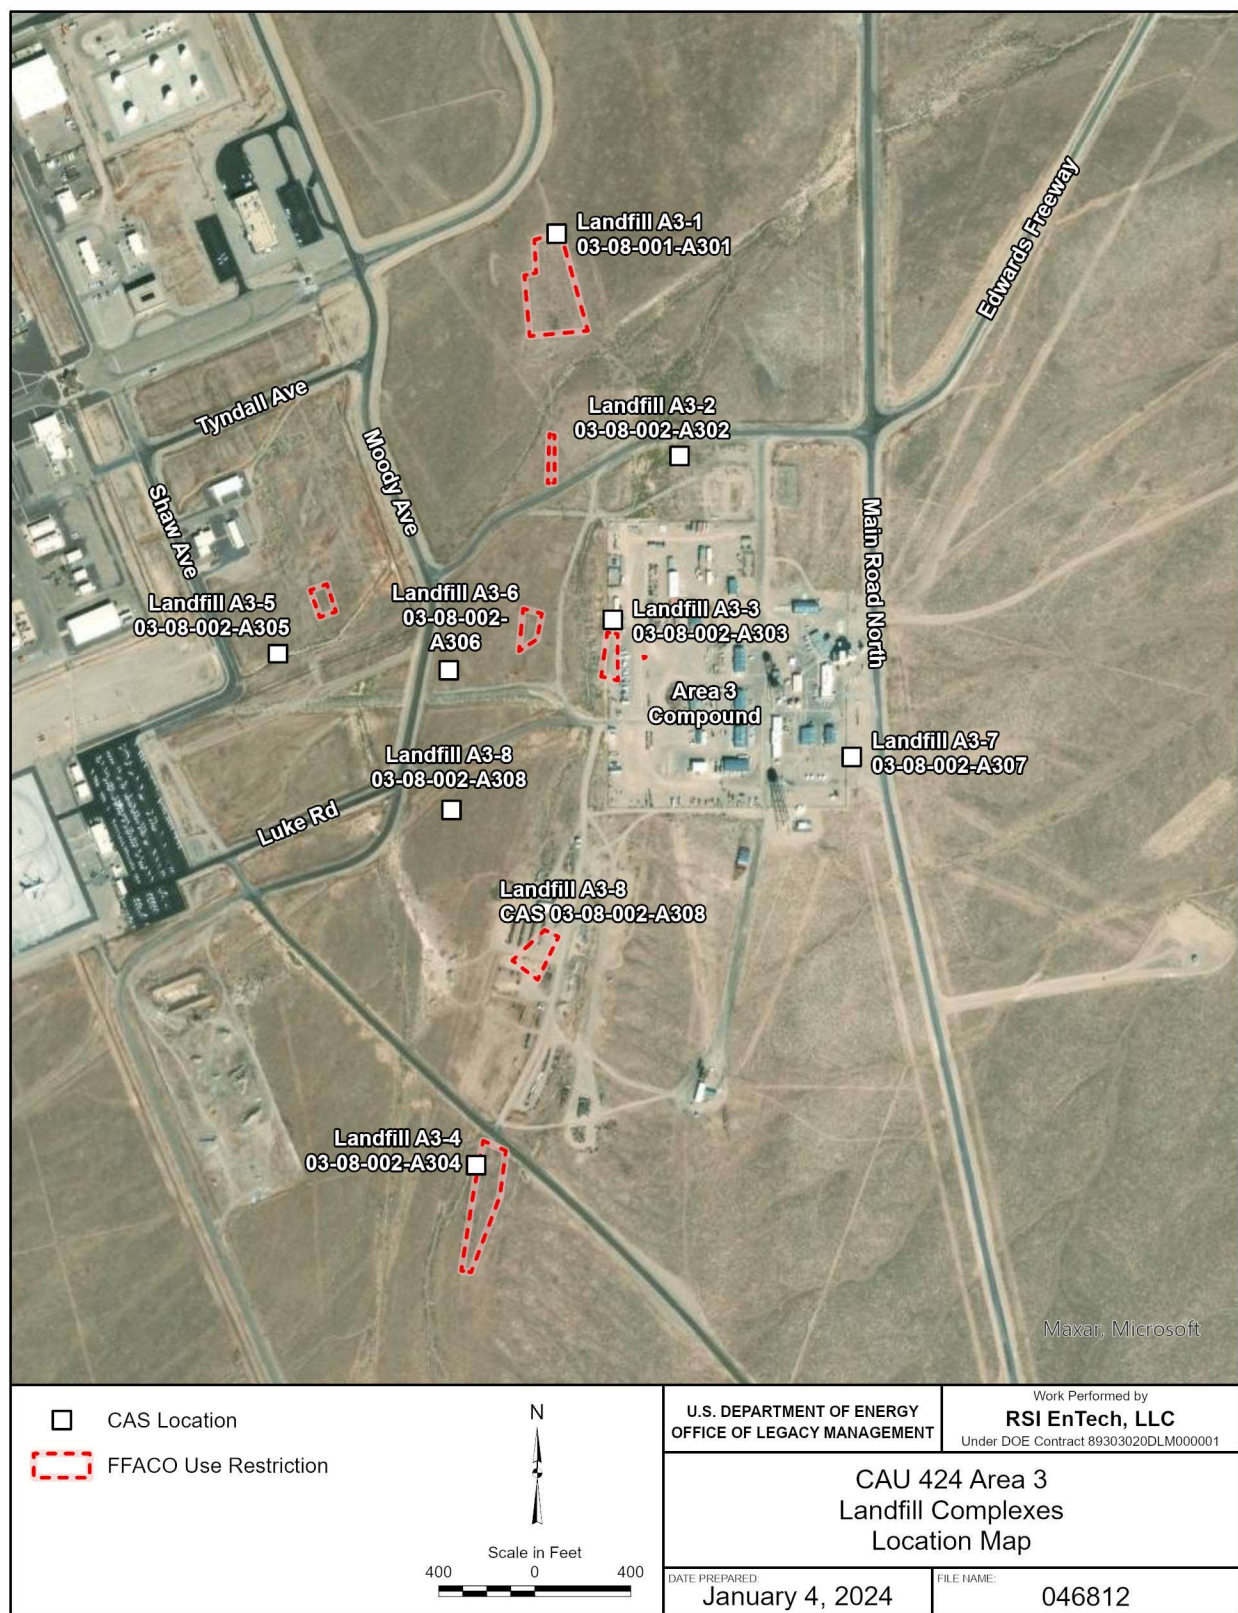 Landfill A3-1
03-08-001-A301
Edwards Freeway
Landfill A3-2
03-08-002-A302
Tyndall Ave
Moody Ave
Shaw Ave
Main Road North
Landfill A3-5
03-08-002-A305
Landfill A3-6
03-08-002-
A306
Landfill A3-3
03-08-002-A303
Area 3
Compound
Landfill A3-7
03-08-002-A307
Landfill A3-8
03-08-002-A308
Luke Rd
Landfill A3-8
CAS 03-08-002-A308
Landfill A3-4
03-08-002-A304
Maxar, Microsoft
CAS Location
FFACO Use Restriction
N
Scale in Feet
400 0 400
U.S. DEPARTMENT OF ENERGY
OFFICE OF LEGACY MANAGEMENT
Work Performed by
RSI EnTech, LLC
Under DOE Contract 89303020DLM000001
CAU 424 Area 3
Landfill Complexes
Location Map
DATE PREPARED:
January 4, 2024
FILE NAME:
046812